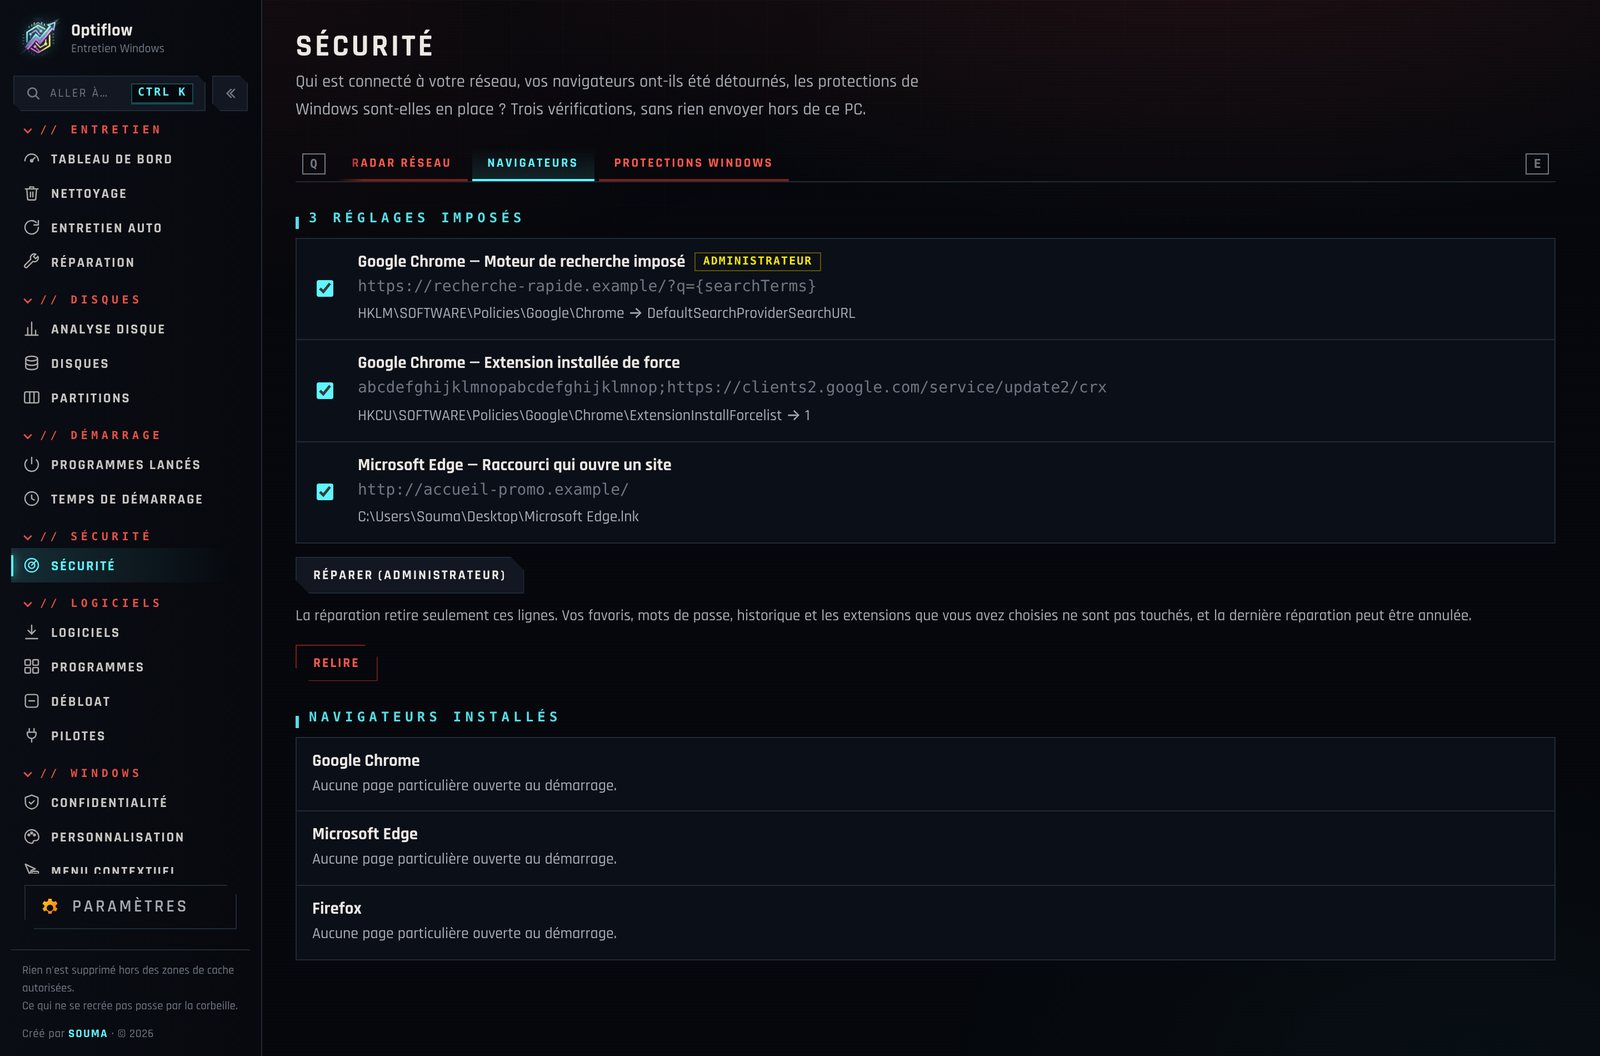 Optiflow
Entretien Windows
ALLER À…
CTRL K
// ENTRETIEN
TABLEAU DE BORD
NETTOYAGE
ENTRETIEN AUTO
RÉPARATION
// DISQUES
ANALYSE DISQUE
DISQUES
PARTITIONS
// DÉMARRAGE
PROGRAMMES LANCÉS
TEMPS DE DÉMARRAGE
// SÉCURITÉ
SÉCURITÉ
// LOGICIELS
LOGICIELS
PROGRAMMES
DÉBLOAT
PILOTES
// WINDOWS
CONFIDENTIALITÉ
PERSONNALISATION
MENU CONTEXTUEL
PARAMÈTRES
Rien n'est supprimé hors des zones de cache
autorisées.
Ce qui ne se recrée pas passe par la corbeille.
Créé par SOUMA · © 2026
SÉCURITÉ
Qui est connecté à votre réseau, vos navigateurs ont-ils été détournés, les protections de
Windows sont-elles en place ? Trois vérifications, sans rien envoyer hors de ce PC.
Q
RADAR RÉSEAU
NAVIGATEURS
PROTECTIONS WINDOWS
E
3 RÉGLAGES IMPOSÉS
Google Chrome — Moteur de recherche imposé ADMINISTRATEUR
https://recherche-rapide.example/?q={searchTerms}
HKLM\SOFTWARE\Policies\Google\Chrome → DefaultSearchProviderSearchURL
Google Chrome — Extension installée de force
abcdefghijklmnopabcdefghijklmnop;https://clients2.google.com/service/update2/crx
HKCU\SOFTWARE\Policies\Google\Chrome\ExtensionInstallForcelist → 1
Microsoft Edge — Raccourci qui ouvre un site
http://accueil-promo.example/
C:\Users\Souma\Desktop\Microsoft Edge.lnk
RÉPARER (ADMINISTRATEUR)
La réparation retire seulement ces lignes. Vos favoris, mots de passe, historique et les extensions que vous avez choisies ne sont pas touchés, et la dernière réparation peut être annulée.
RELIRE
NAVIGATEURS INSTALLÉS
Google Chrome
Aucune page particulière ouverte au démarrage.
Microsoft Edge
Aucune page particulière ouverte au démarrage.
Firefox
Aucune page particulière ouverte au démarrage.